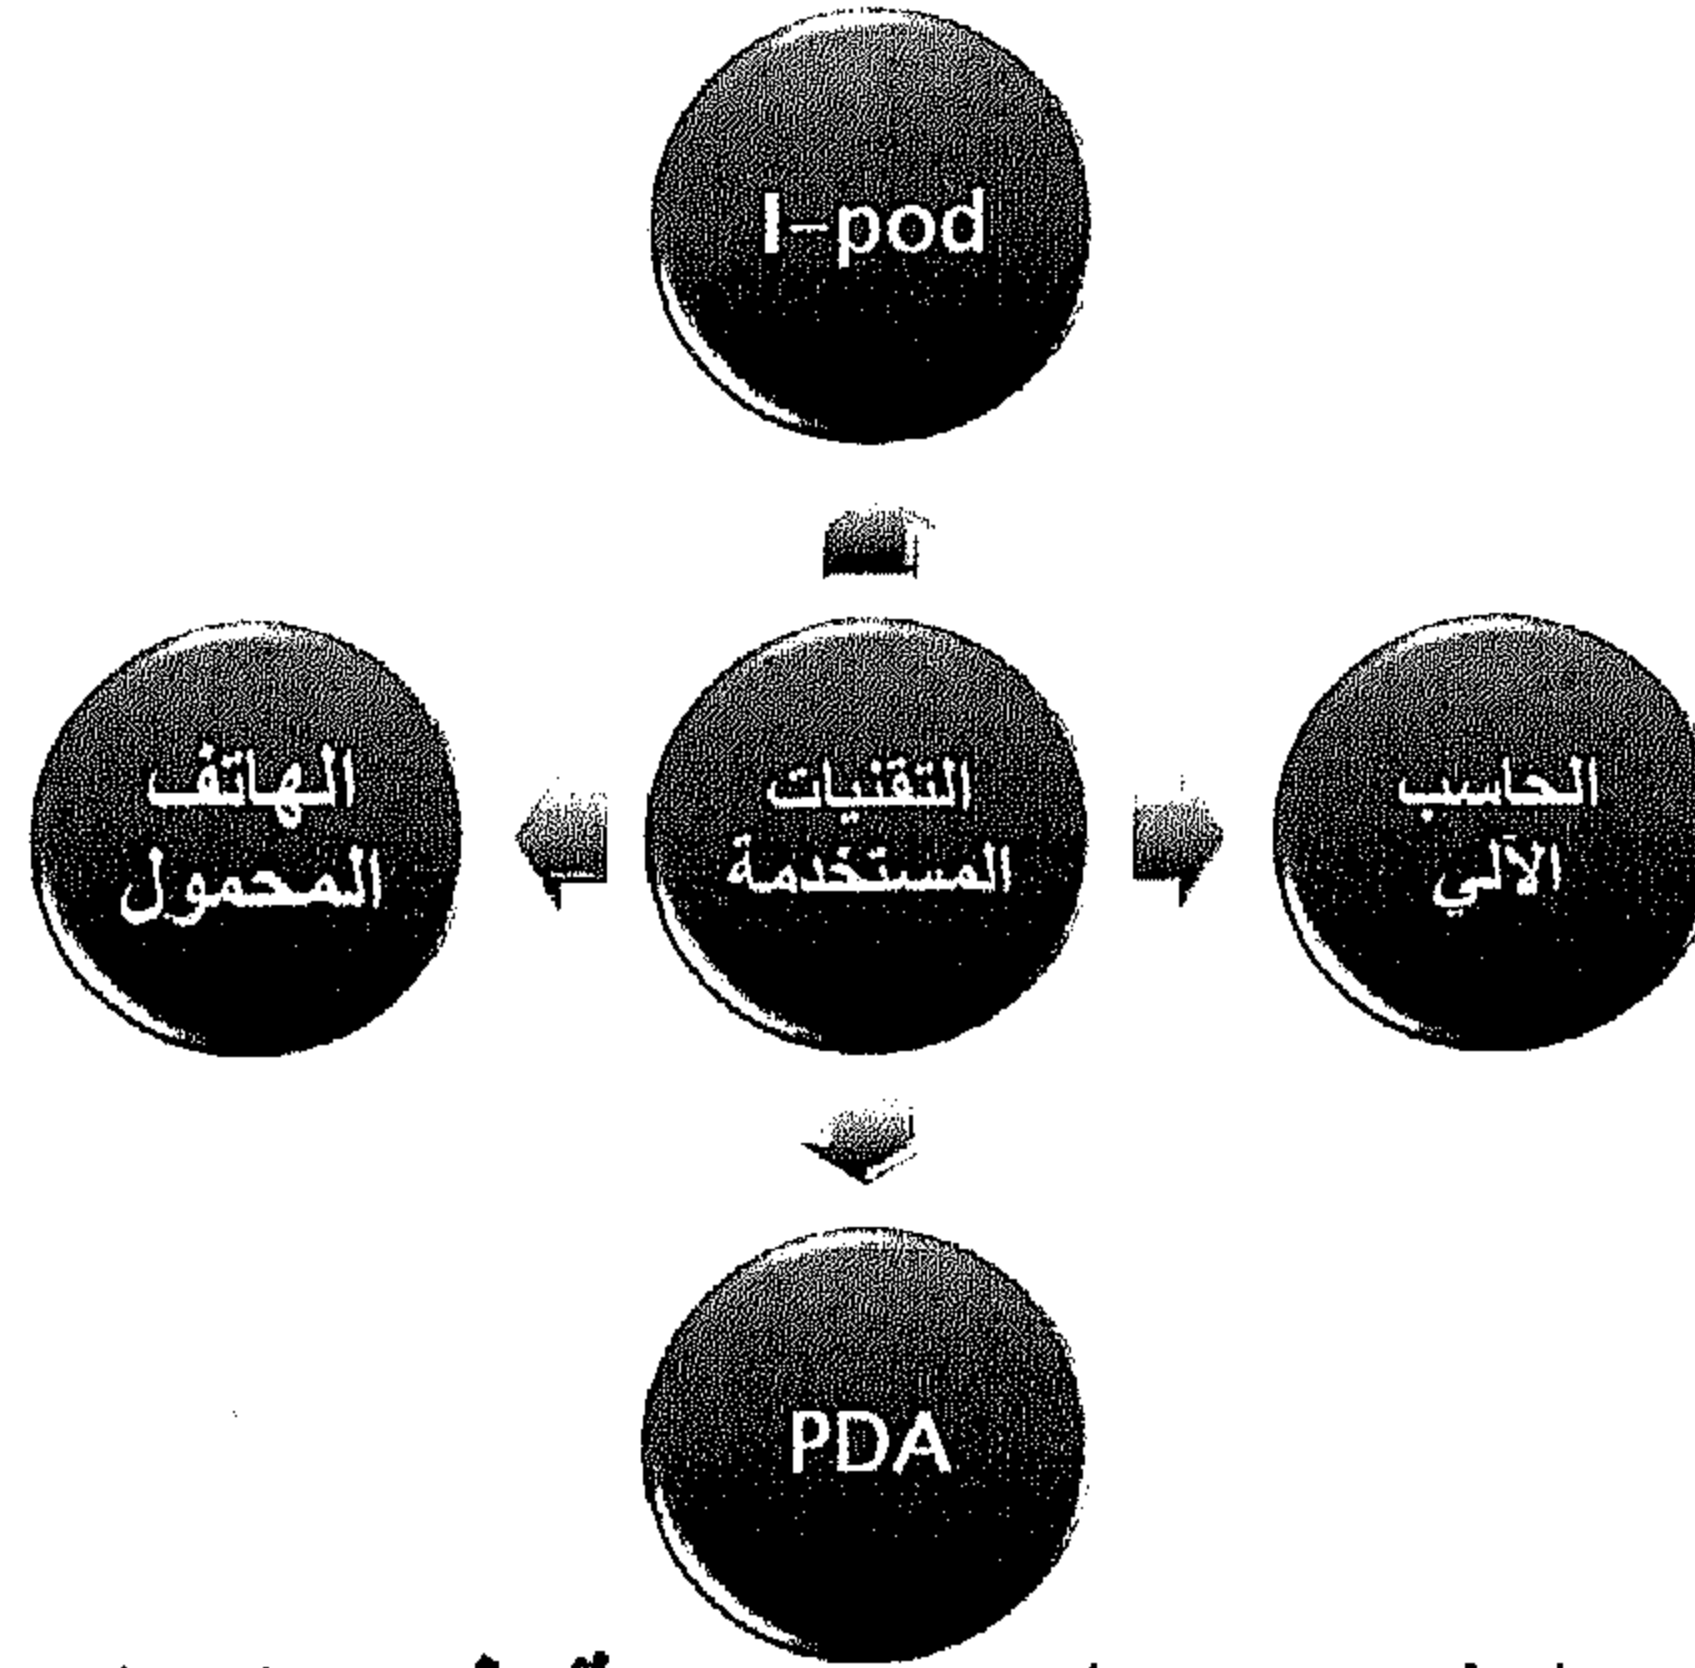 I-pod
الحاسب
الآلي
التقنيات
المستخدمة
الهاتف
المحمول
PDA